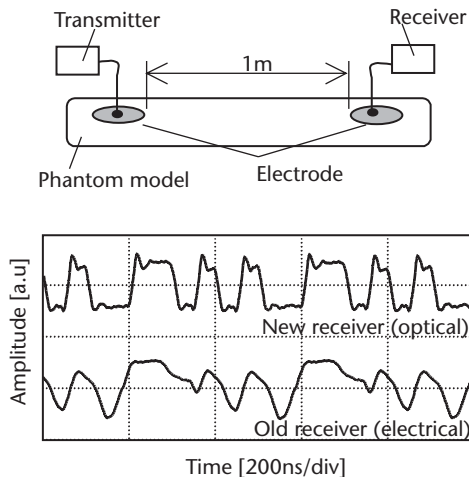 Transmitter
Receiver
1m
Phantom model
Electrode
Amplitude [a.u]
New receiver (optical)
Old receiver (electrical)
Time [200ns/div]